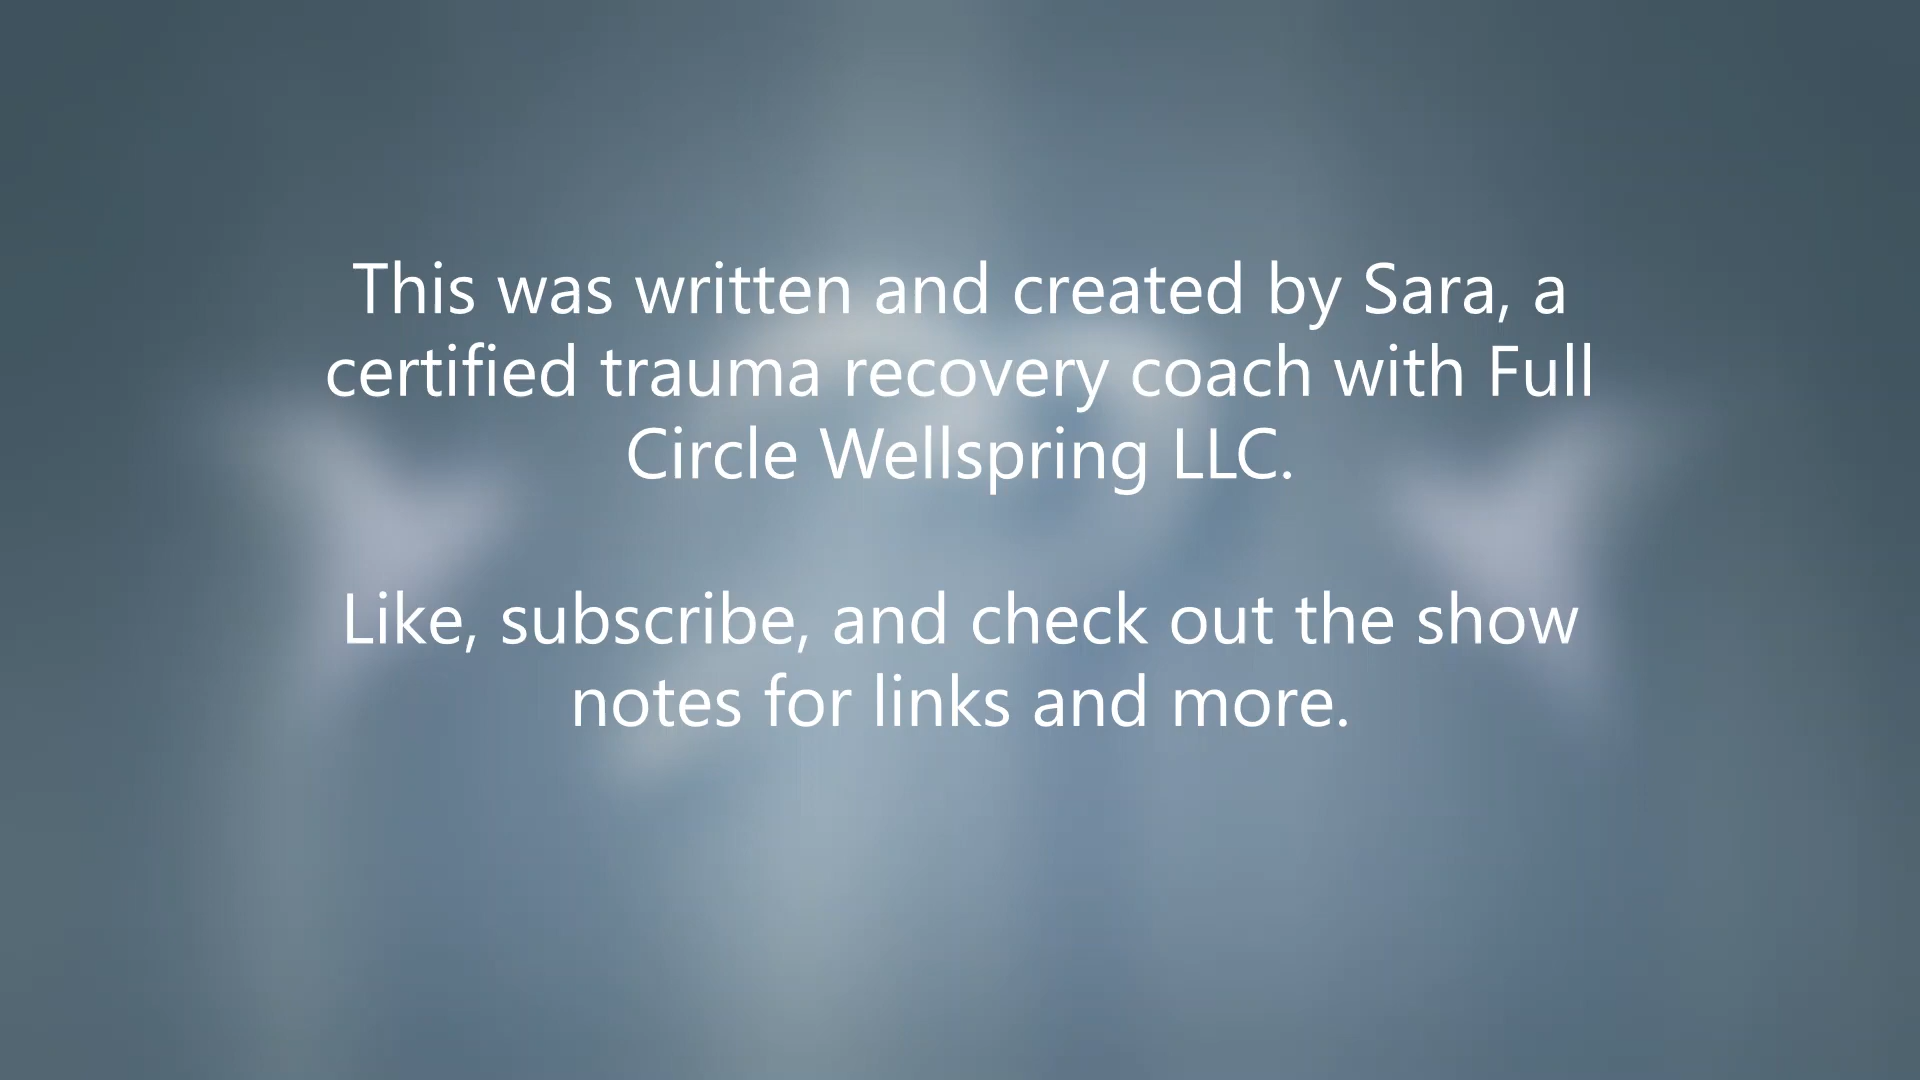 This was written and created by Sara, a
certified trauma recovery coach with Full
Circle Wellspring LLC.
Like, subscribe, and check out the show
notes for links and more.